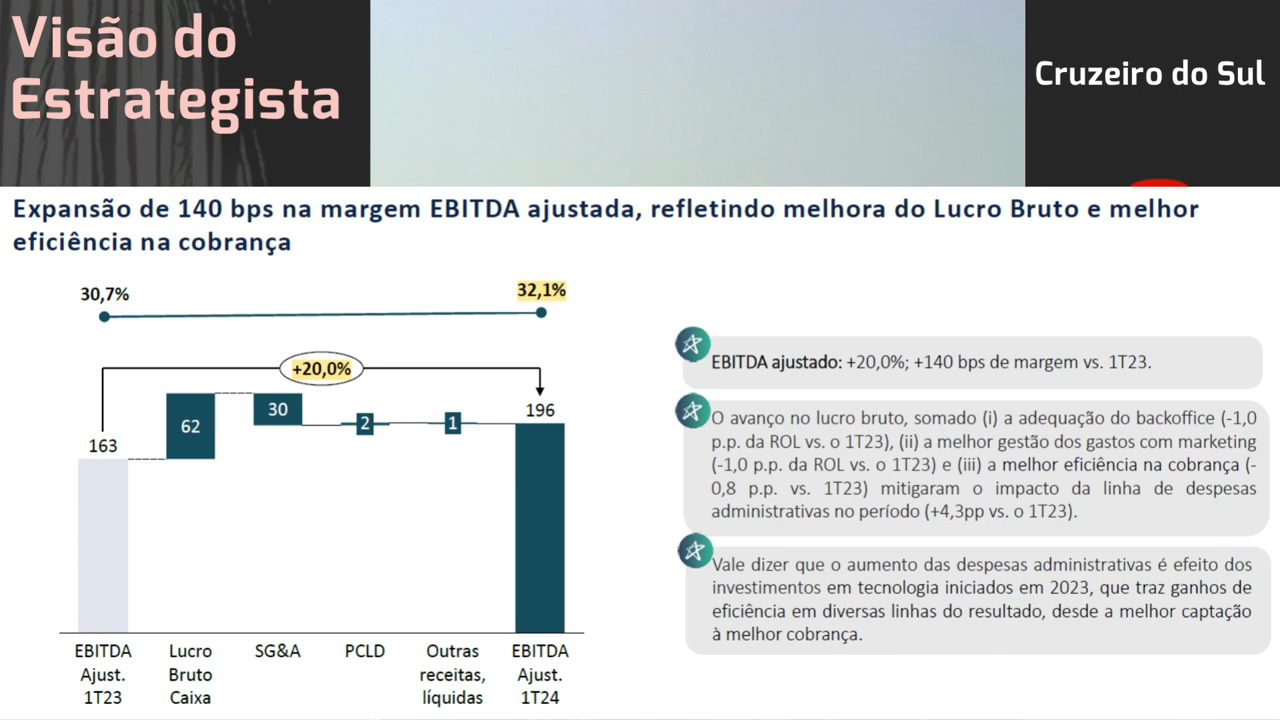 Visão do
Estrategista
Cruzeiro do Sul
Expansão de 140 bps na margem EBITDA ajustada, refletindo melhora do Lucro Bruto e melhor
eficiência na cobrança
30,7%
32,1%
+20,0%
163
62
30
2
1
196
EBITDA
Ajust.
1T23
Lucro
Bruto
Caixa
SG&A
PCLD
Outras
receitas,
líquidas
EBITDA
Ajust.
1T24
EBITDA ajustado: +20,0%; +140 bps de margem vs. 1T23.
O avanço no lucro bruto, somado (i) a adequação do backoffice (-1,0
p.p. da ROL vs. o 1T23), (ii) a melhor gestão dos gastos com marketing
(-1,0 p.p. da ROL vs. o 1T23) e (iii) a melhor eficiência na cobrança (-
0,8 p.p. vs. 1T23) mitigaram o impacto da linha de despesas
administrativas no período (+4,3pp vs. o 1T23).
Vale dizer que o aumento das despesas administrativas é efeito dos
investimentos em tecnologia iniciados em 2023, que traz ganhos de
eficiência em diversas linhas do resultado, desde a melhor captação
à melhor cobrança.